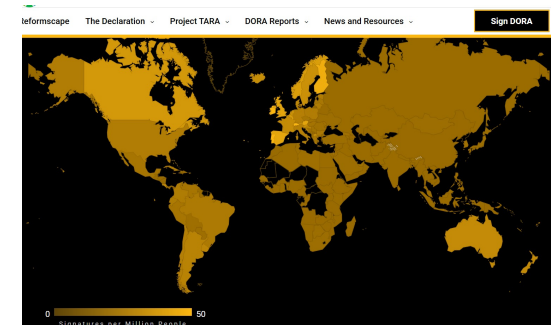 Reformscape The Declaration Project TARA DORA Reports News and Resources Sign DORA
0 50
Signatures per Million People